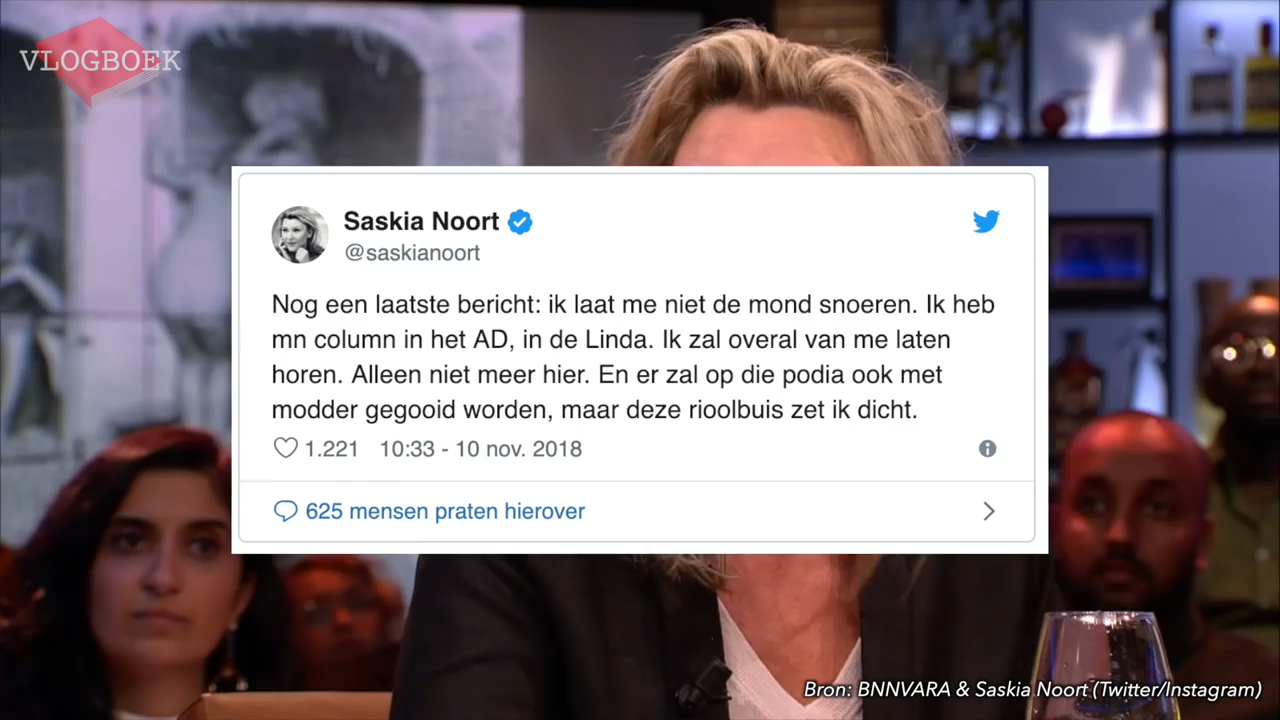 VLOGBOEK
Saskia Noort
@saskianoort
Nog een laatste bericht: ik laat me niet de mond snoeren. Ik heb
mn column in het AD, in de Linda. Ik zal overal van me laten
horen. Alleen niet meer hier. En er zal op die podia ook met
modder gegooid worden, maar deze rioolbuis zet ik dicht.
1.221 10:33 - 10 nov. 2018
625 mensen praten hierover
Bron: BNNVARA & Saskia Noort (Twitter/Instagram)